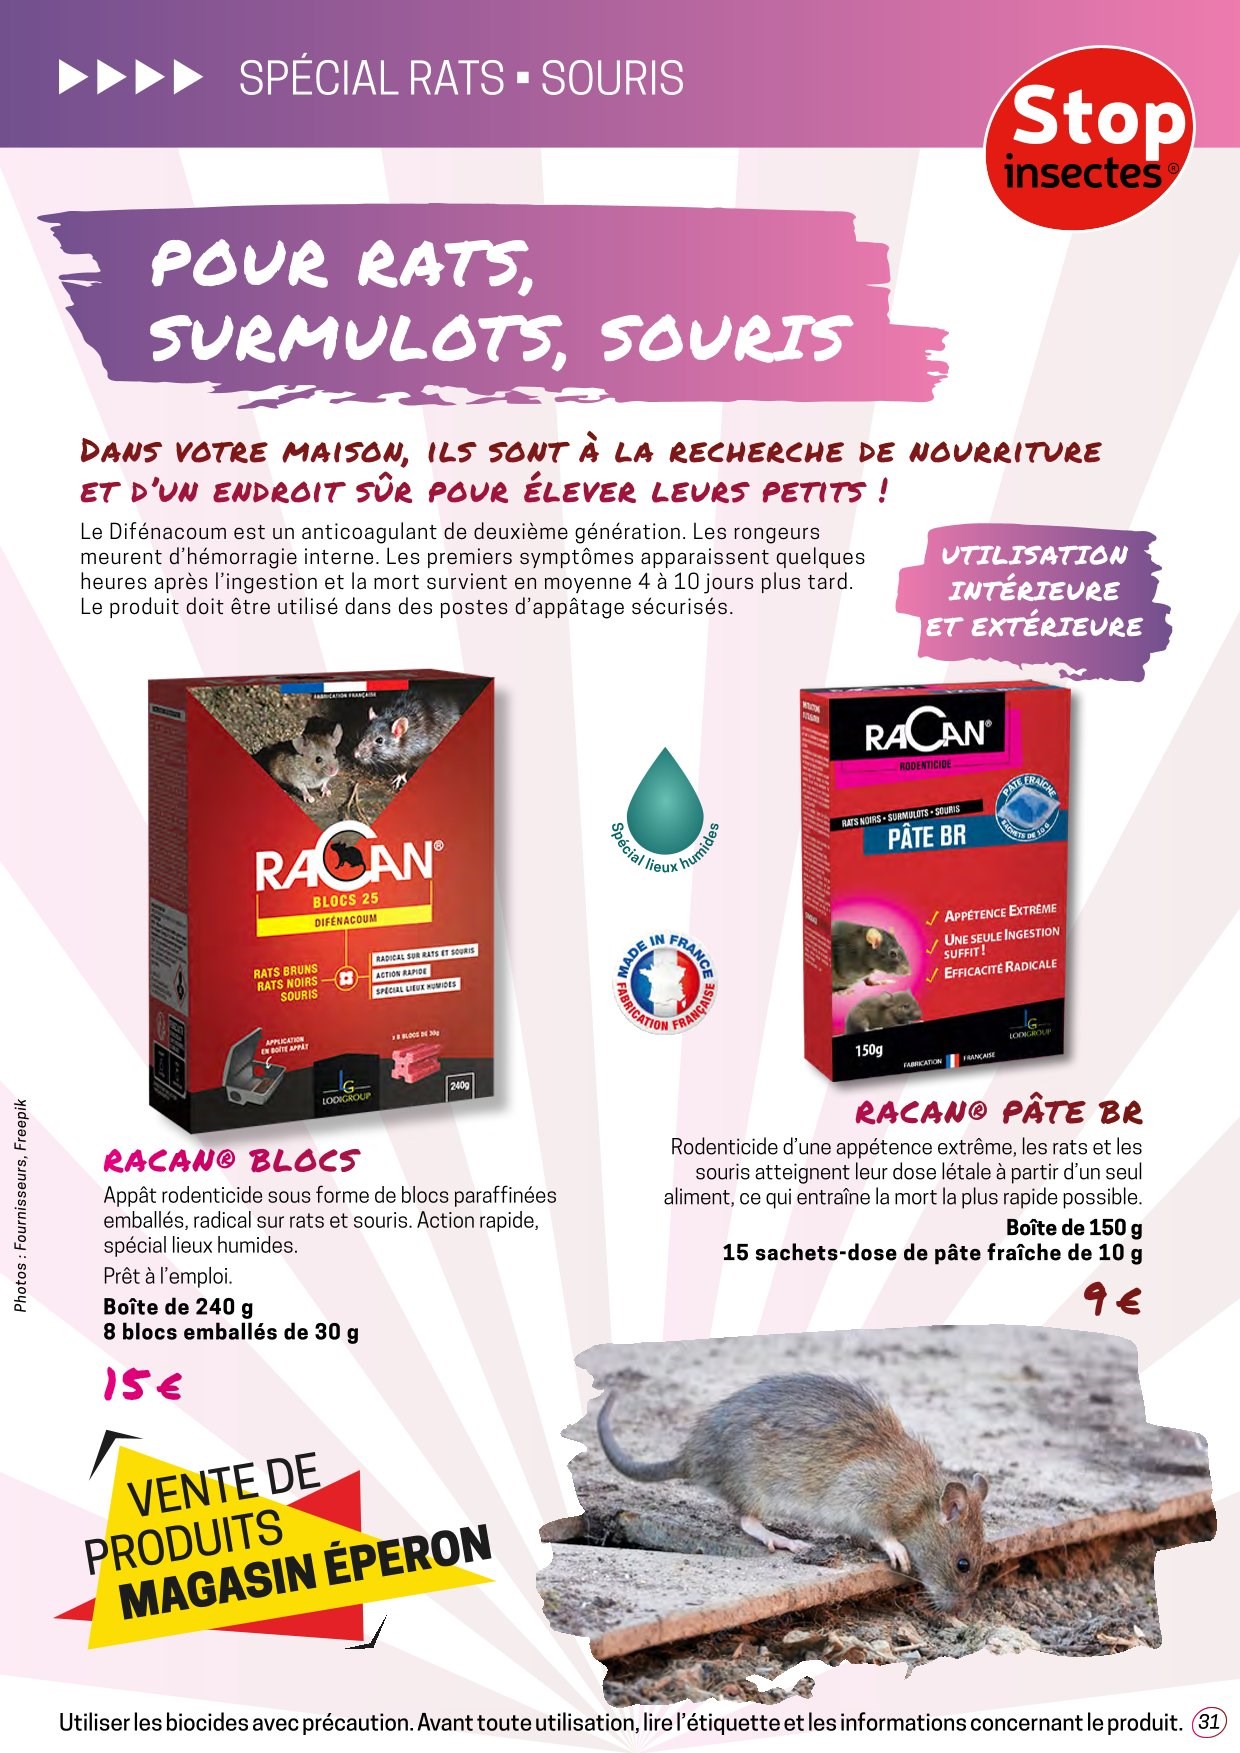 SPÉCIAL RATS ▪ SOURIS
Stop
insectes®
POUR RATS,
SURMULOTS, SOURIS
DANS VOTRE MAISON, ILS SONT À LA RECHERCHE DE NOURRITURE
ET D'UN ENDROIT SÛR POUR ÉLEVER LEURS PETITS !
Le Difénacoum est un anticoagulant de deuxième génération. Les rongeurs
meurent d'hémorragie interne. Les premiers symptômes apparaissent quelques
heures après l'ingestion et la mort survient en moyenne 4 à 10 jours plus tard.
Le produit doit être utilisé dans des postes d'appâtage sécurisés.
UTILISATION
INTÉRIEURE
ET EXTÉRIEURE
FABRICATION FRANÇAISE
RACAN®
BLOCS 25
DIFÉNACOUM
RATS BRUNS
RATS NOIRS
SOURIS
RADICAL SUR RATS ET SOURIS
ACTION RAPIDE
SPÉCIAL LIEUX HUMIDES
APPLICATION
EN BOÎTE APPÂT
x 8 BLOCS DE 30g
LG
LODIGROUP
240g
Spécial lieux humides
MADE IN FRANCE
FABRICATION FRANÇAISE
RACAN®
RODENTICIDE
PÂTE FRAÎCHE
SACHETS DE 10 G
RATS NOIRS • SURMULOTS • SOURIS
PÂTE BR
APPÉTENCE EXTRÊME
UNE SEULE INGESTION
SUFFIT !
EFFICACITÉ RADICALE
LG
LODIGROUP
150g
FABRICATION FRANÇAISE
RACAN® BLOCS
Appât rodenticide sous forme de blocs paraffinées
emballés, radical sur rats et souris. Action rapide,
spécial lieux humides.
Prêt à l'emploi.
Boîte de 240 g
8 blocs emballés de 30 g
15 €
RACAN® PÂTE BR
Rodenticide d'une appétence extrême, les rats et les
souris atteignent leur dose létale à partir d'un seul
aliment, ce qui entraîne la mort la plus rapide possible.
Boîte de 150 g
15 sachets-dose de pâte fraîche de 10 g
9 €
Photos : Fournisseurs, Freepik
VENTE DE
PRODUITS
MAGASIN ÉPERON
Utiliser les biocides avec précaution. Avant toute utilisation, lire l'étiquette et les informations concernant le produit.
31